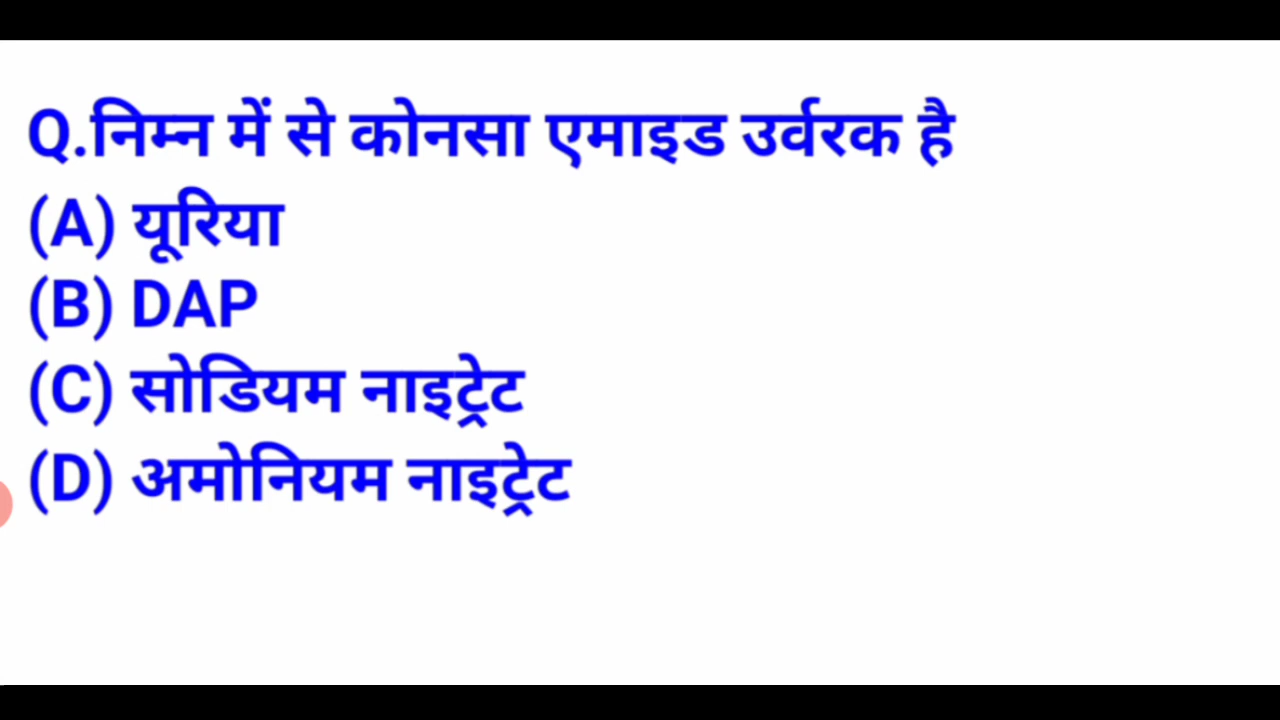 Q.निम्न में से कोनसा एमाइड उर्वरक है
(A) यूरिया
(B) DAP
(C) सोडियम नाइट्रेट
(D) अमोनियम नाइट्रेट